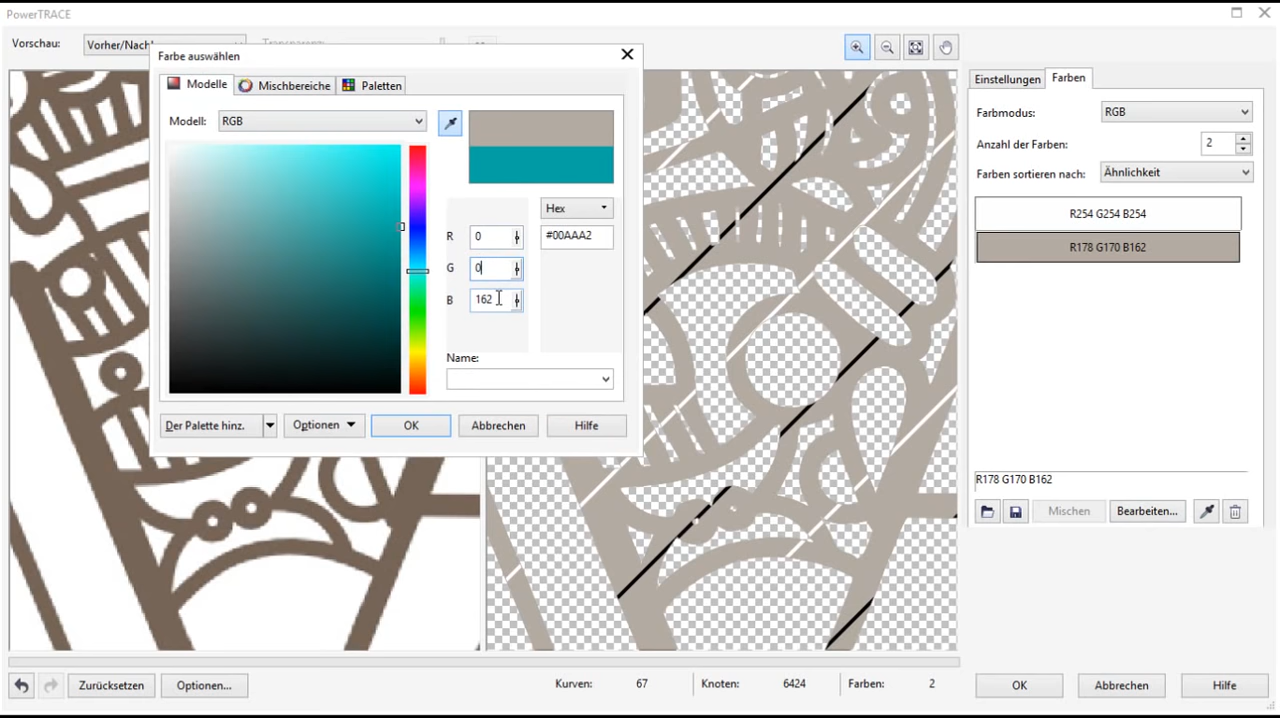 PowerTRACE
Vorschau:
Vorher/Nach
Farbe auswählen
Modelle
Mischbereiche
Paletten
Modell:
RGB
Hex
R
0
#00AAA2
G
0
B
162
Name:
Der Palette hinz.
Optionen
OK
Abbrechen
Hilfe
Einstellungen
Farben
Farbmodus:
RGB
Anzahl der Farben:
2
Farben sortieren nach:
Ähnlichkeit
R254 G254 B254
R178 G170 B162
R178 G170 B162
Mischen
Bearbeiten...
Zurücksetzen
Optionen...
Kurven:
67
Knoten:
6424
Farben:
2
OK
Abbrechen
Hilfe